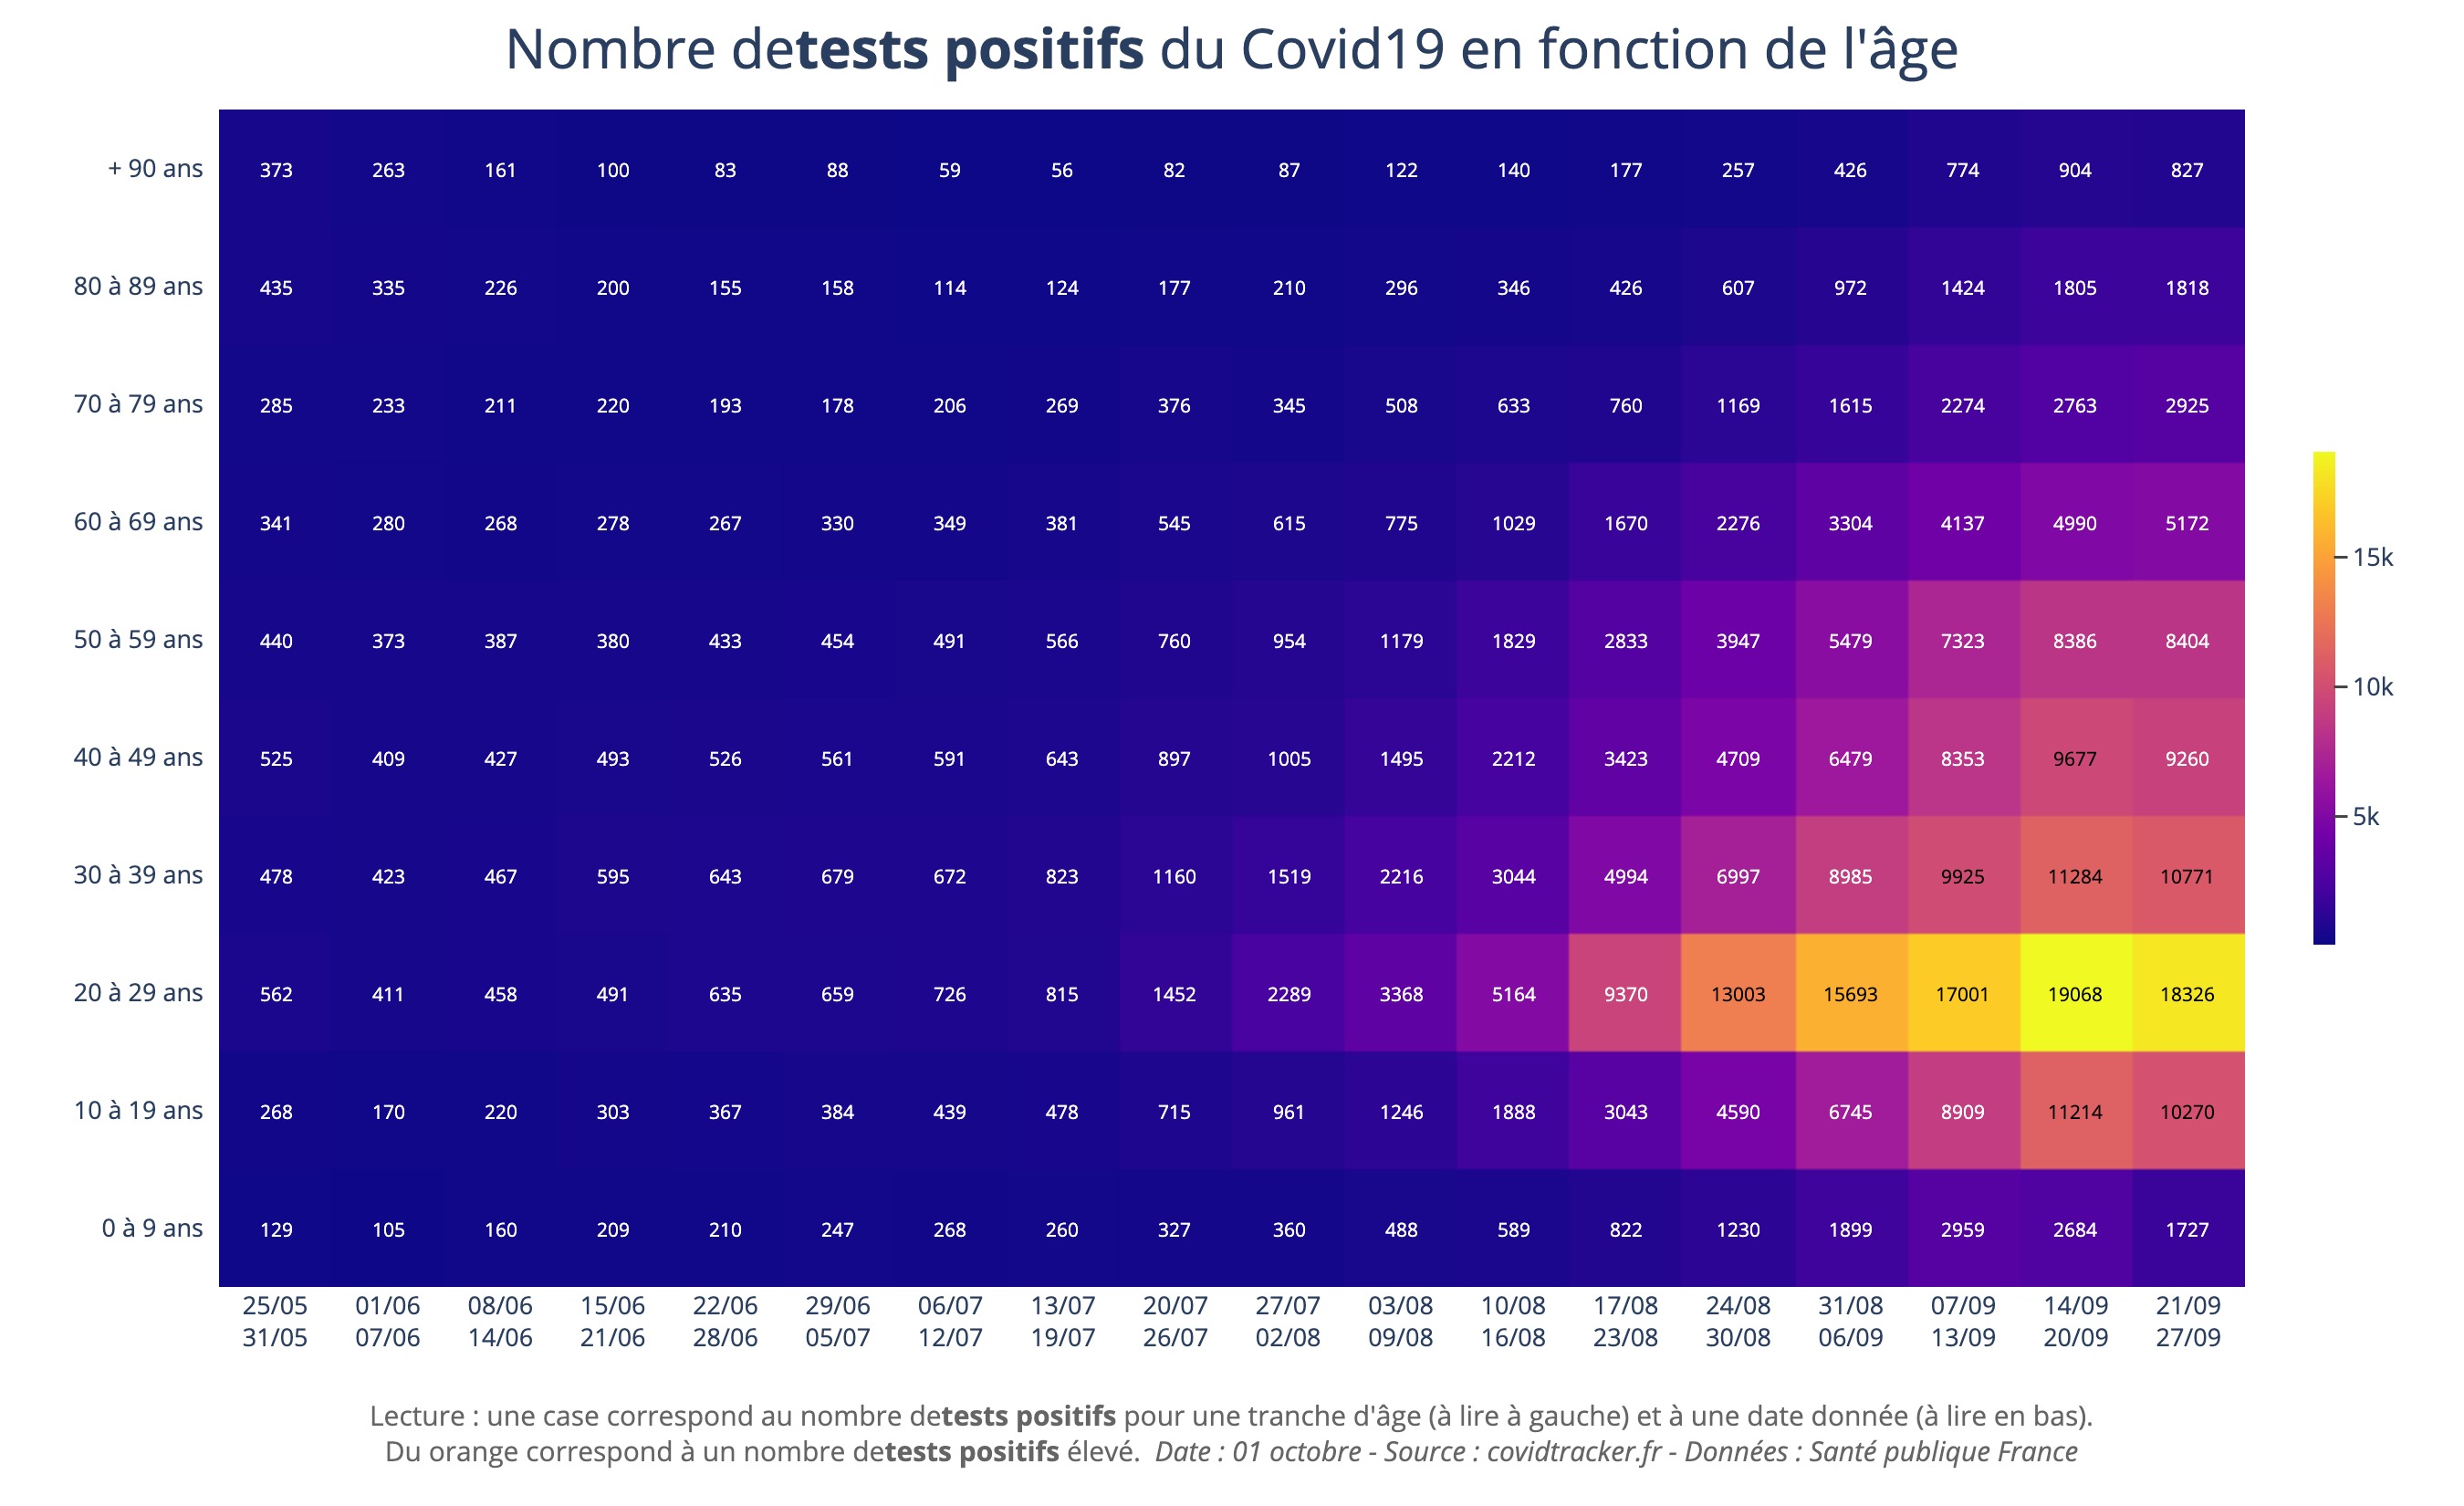 Nombre detests positifs du Covid19 en fonction de l'âge
+ 90 ans 373 263 161 100 83 88 59 56 82 87 122 140 177 257 426 774 904 827
80 à 89 ans 435 335 226 200 155 158 114 124 177 210 296 346 426 607 972 1424 1805 1818
70 à 79 ans 285 233 211 220 193 178 206 269 376 345 508 633 760 1169 1615 2274 2763 2925
60 à 69 ans 341 280 268 278 267 330 349 381 545 615 775 1029 1670 2276 3304 4137 4990 5172
15k
50 à 59 ans 440 373 387 380 433 454 491 566 760 954 1179 1829 2833 3947 5479 7323 8386 8404
10k
40 à 49 ans 525 409 427 493 526 561 591 643 897 1005 1495 2212 3423 4709 6479 8353 9677 9260
5k
30 à 39 ans 478 423 467 595 643 679 672 823 1160 1519 2216 3044 4994 6997 8985 9925 11284 10771
20 à 29 ans 562 411 458 491 635 659 726 815 1452 2289 3368 5164 9370 13003 15693 17001 19068 18326
10 à 19 ans 268 170 220 303 367 384 439 478 715 961 1246 1888 3043 4590 6745 8909 11214 10270
0 à 9 ans 129 105 160 209 210 247 268 260 327 360 488 589 822 1230 1899 2959 2684 1727
25/05 01/06 08/06 15/06 22/06 29/06 06/07 13/07 20/07 27/07 03/08 10/08 17/08 24/08 31/08 07/09 14/09 21/09
31/05 07/06 14/06 21/06 28/06 05/07 12/07 19/07 26/07 02/08 09/08 16/08 23/08 30/08 06/09 13/09 20/09 27/09
Lecture : une case correspond au nombre detests positifs pour une tranche d'âge (à lire à gauche) et à une date donnée (à lire en bas).
Du orange correspond à un nombre detests positifs élevé. Date : 01 octobre - Source : covidtracker.fr - Données : Santé publique France